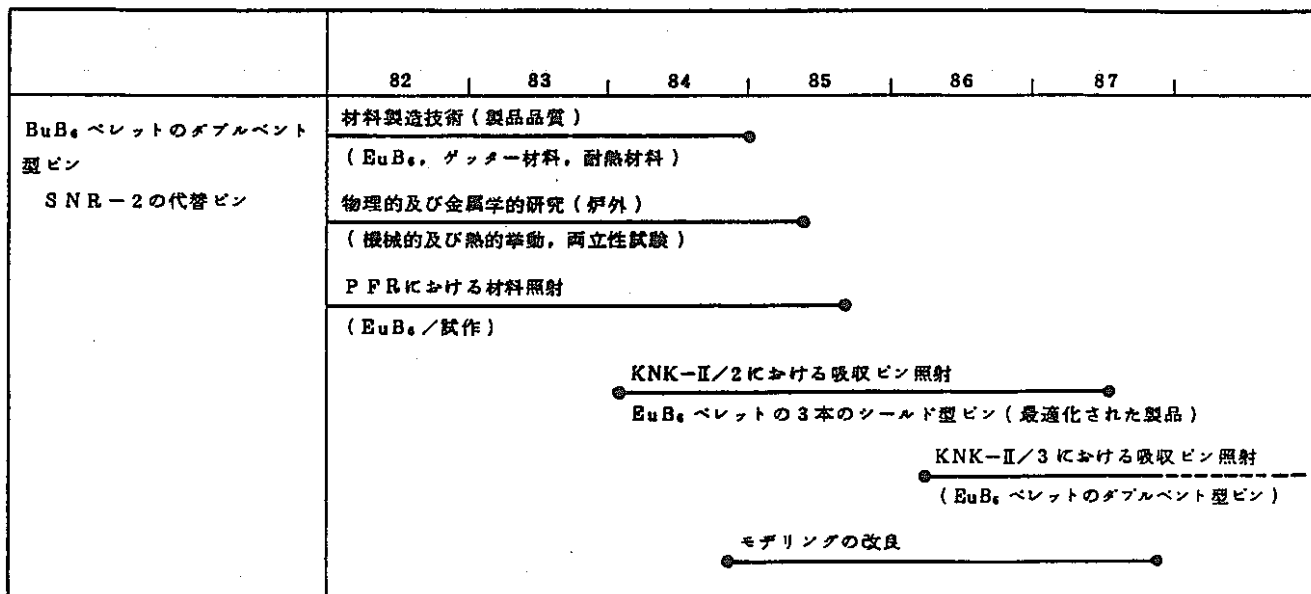 82 83 84 85 86 87
BuB₆ ペレットのダブルベント
型ピン
SNR－2の代替ピン
材料製造技術（製品品質）
（EuB₆，ゲッター材料，耐熱材料）
物理的及び金属学的研究（炉外）
（機械的及び熱的挙動，両立性試験）
PFRにおける材料照射
（EuB₆／試作）
KNK－Ⅱ／2における吸収ピン照射
EuB₆ ペレットの3本のシールド型ピン（最適化された製品）
KNK－Ⅱ／3における吸収ピン照射
（EuB₆ ペレットのダブルベント型ピン）
モデリングの改良